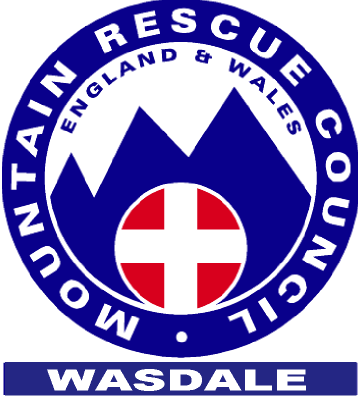 MOUNTAIN RESCUE COUNCIL •
ENGLAND & WALES
WASDALE